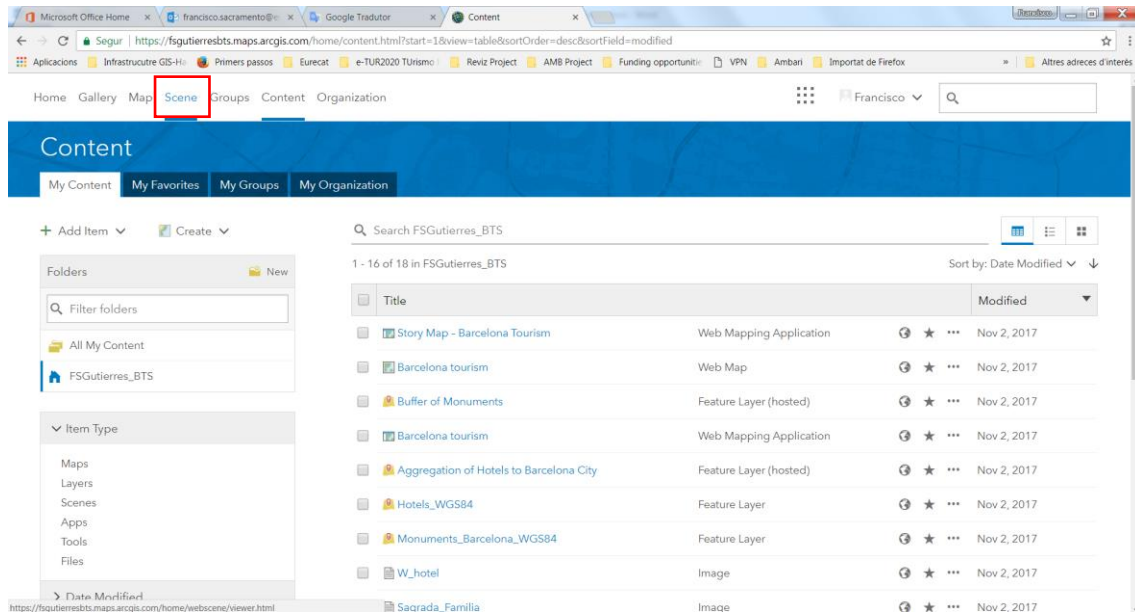 Microsoft Office Home francisco.sacramento@e Google Tradutor Content
Segur https://fsgutierresbts.maps.arcgis.com/home/content.html?start=1&view=table&sortOrder=desc&sortField=modified
Aplicacions Infrastrucutre GIS-Ha Primers passos Eurecat e-TUR2020 TUrismo Reviz Project AMB Project Funding opportunitie VPN Ambari Importat de Firefox » Altres adreces d'interès
Home Gallery Map Scene Groups Content Organization Francisco
Content
My Content My Favorites My Groups My Organization
+ Add Item Create Search FSGutierres_BTS
Folders New 1 - 16 of 18 in FSGutierres_BTS Sort by: Date Modified
Filter folders Title Modified
All My Content Story Map - Barcelona Tourism Web Mapping Application Nov 2, 2017
FSGutierres_BTS Barcelona tourism Web Map Nov 2, 2017
Buffer of Monuments Feature Layer (hosted) Nov 2, 2017
Item Type Barcelona tourism Web Mapping Application Nov 2, 2017
Maps
Layers Aggregation of Hotels to Barcelona City Feature Layer (hosted) Nov 2, 2017
Scenes Hotels_WGS84 Feature Layer Nov 2, 2017
Apps
Tools Monuments_Barcelona_WGS84 Feature Layer Nov 2, 2017
Files
W_hotel Image Nov 2, 2017
Date Modified
https://fsgutierresbts.maps.arcgis.com/home/webscene/viewer.html Sagrada_Familia Image Nov 2, 2017